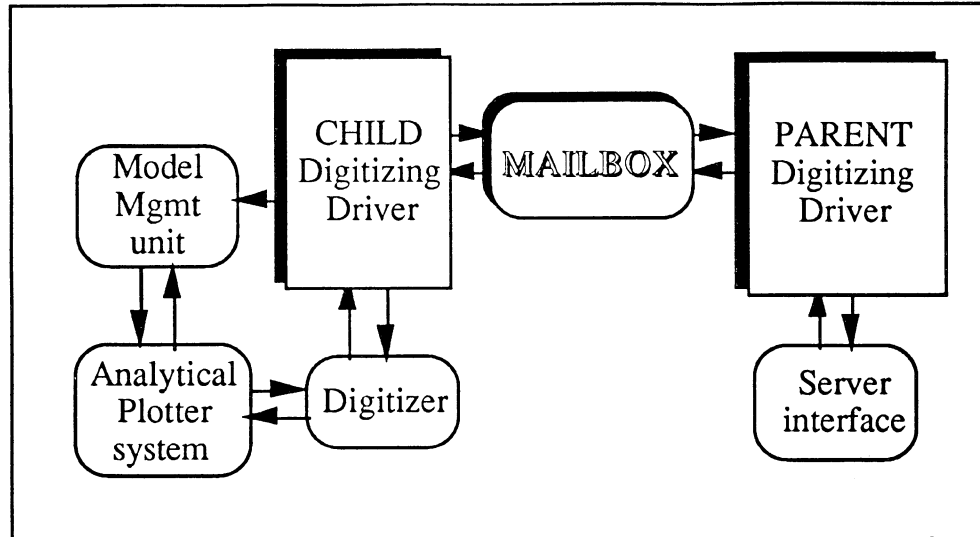 CHILD
Digitizing
Driver
MAILBOX
PARENT
Digitizing
Driver
Model
Mgmt
unit
Analytical
Plotter
system
Digitizer
Server
interface